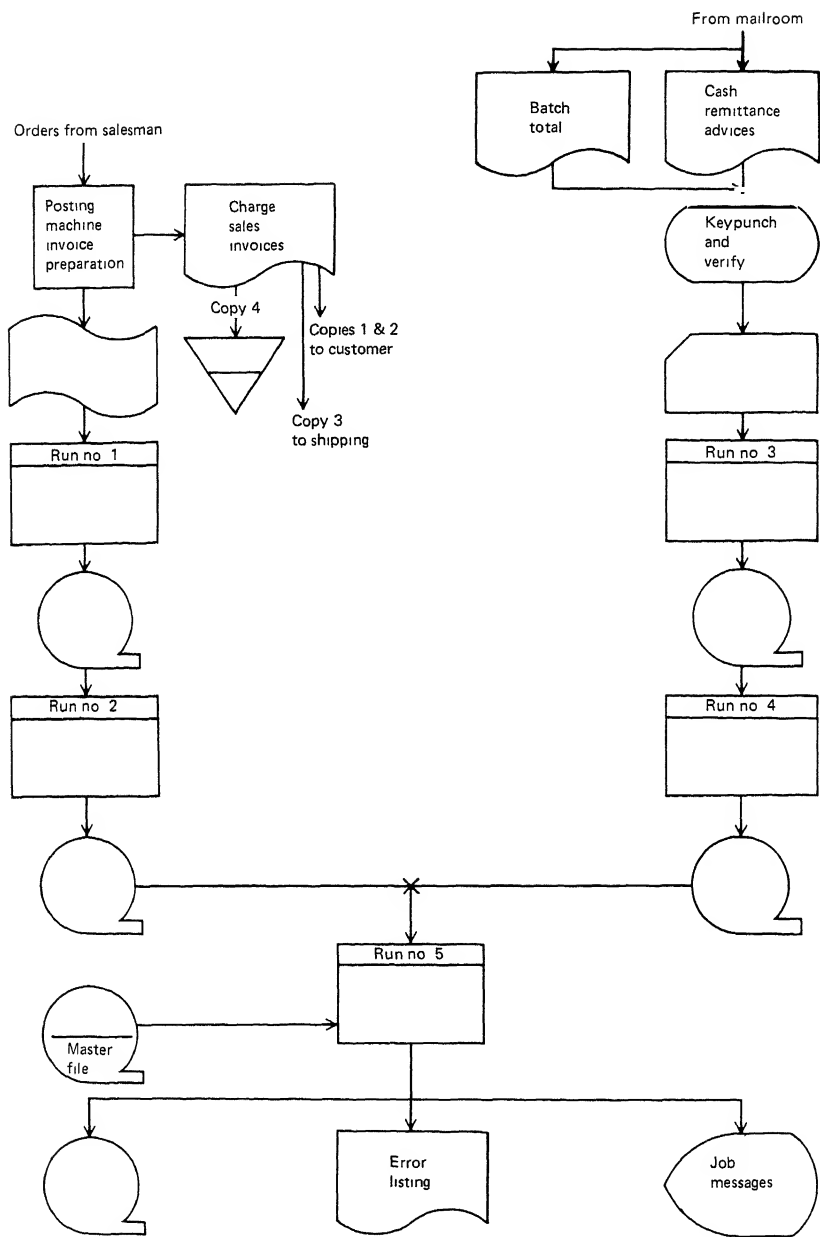 From mailroom
Batch
total
Cash
remittance
advices
Orders from salesman
Posting
machine
invoice
preparation
Charge
sales
invoices
Keypunch
and
verify
Copy 4
Copies 1 & 2
to customer
Copy 3
to shipping
Run no 1
Run no 3
Run no 2
Run no 4
Run no 5
Master
file
Error
listing
Job
messages